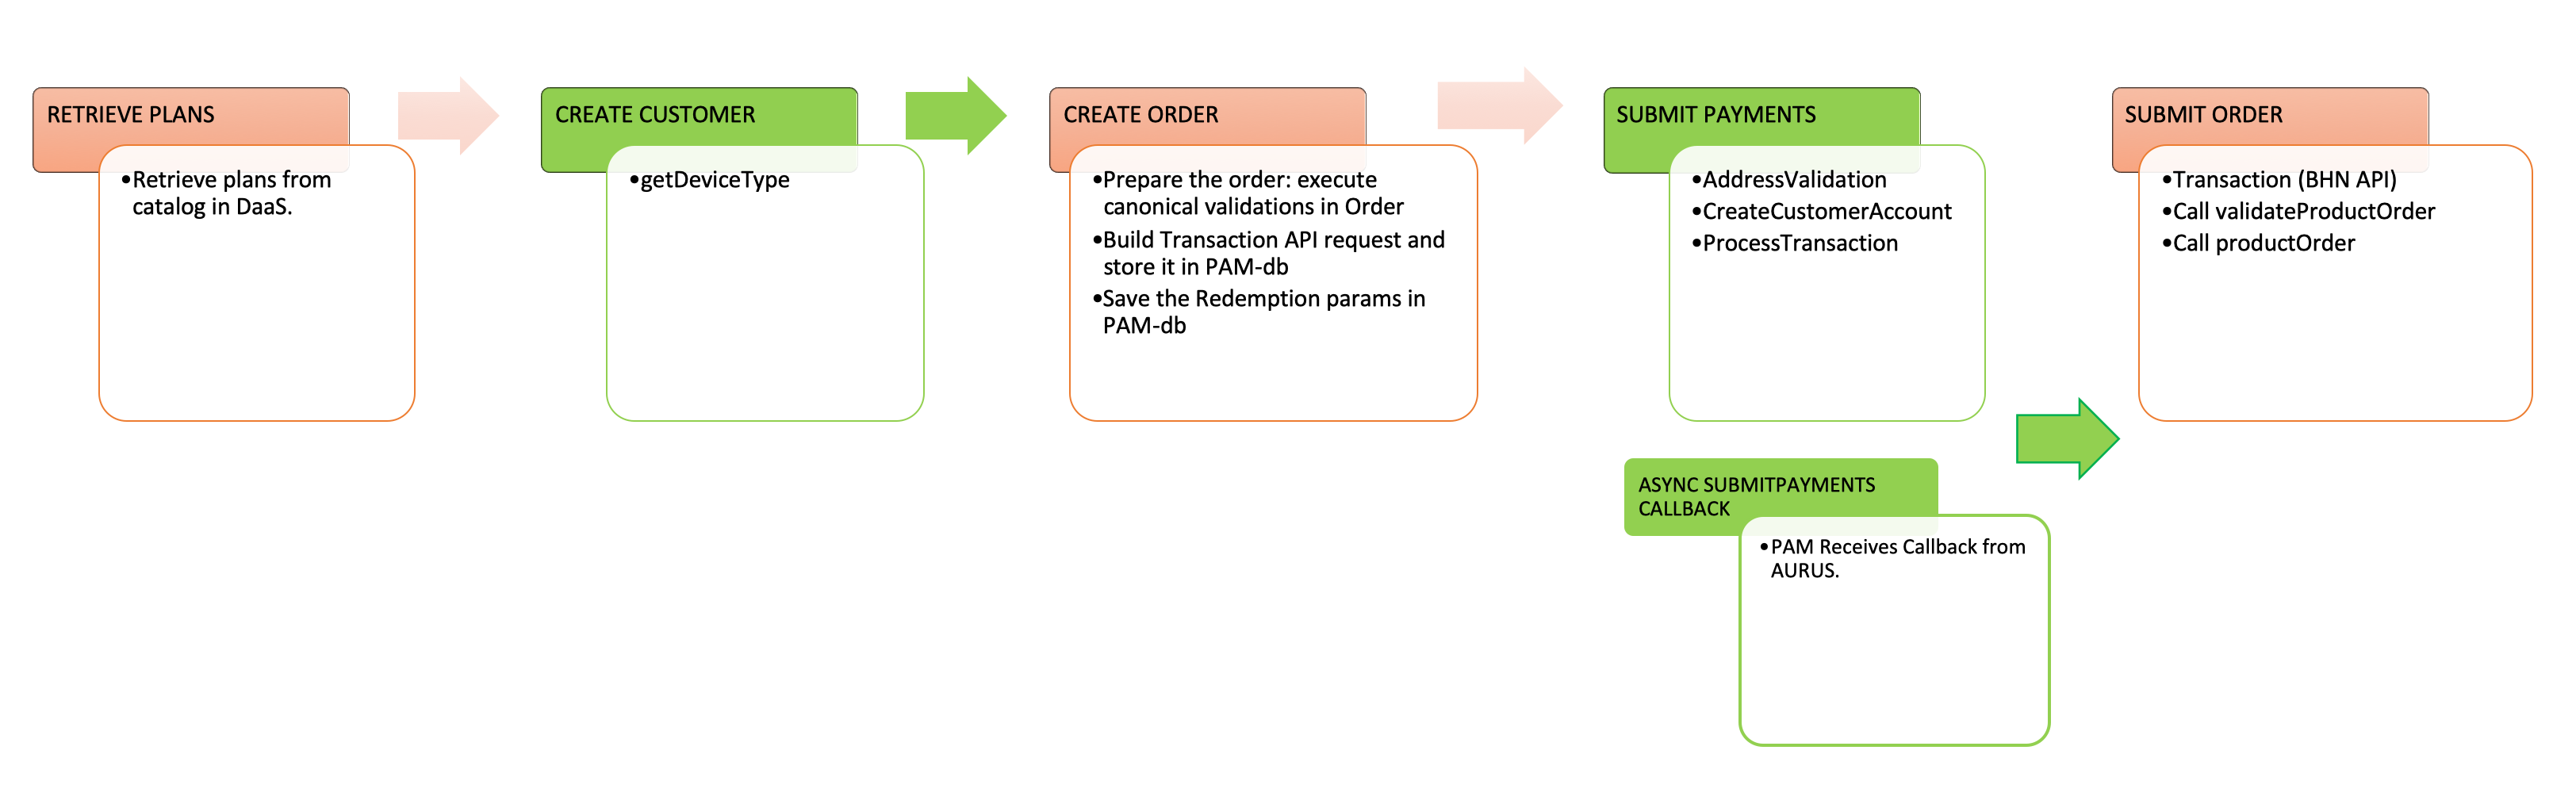 RETRIEVE PLANS
•Retrieve plans from
catalog in DaaS.
CREATE CUSTOMER
•getDeviceType
CREATE ORDER
•Prepare the order: execute
canonical validations in Order
•Build Transaction API request and
store it in PAM-db
•Save the Redemption params in
PAM-db
SUBMIT PAYMENTS
•AddressValidation
•CreateCustomerAccount
•ProcessTransaction
ASYNC SUBMITPAYMENTS
CALLBACK
•PAM Receives Callback from
AURUS.
SUBMIT ORDER
•Transaction (BHN API)
•Call validateProductOrder
•Call productOrder